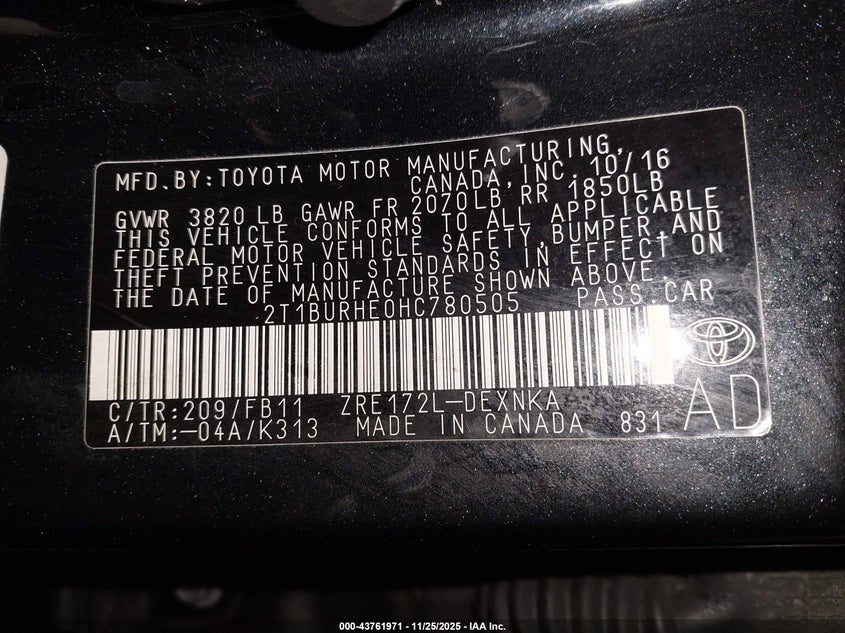 MFD.BY:TOYOTA MOTOR MANUFACTURING,
CANADA,INC. 10/16
GVWR 3820 LB GAWR FR 2070LB RR 1850LB
THIS VEHICLE CONFORMS TO ALL APPLICABLE
FEDERAL MOTOR VEHICLE SAFETY,BUMPER,AND
THEFT PREVENTION STANDARDS IN EFFECT ON
THE DATE OF MANUFACTURE SHOWN ABOVE.
2T1BURHE0HC780505 PASS.CAR
C/TR:209/FB11 ZRE172L-DEXNKA
A/TM:-04A/K313 MADE IN CANADA 831
AD
000-43761971 - 11/25/2025 - IAA Inc.